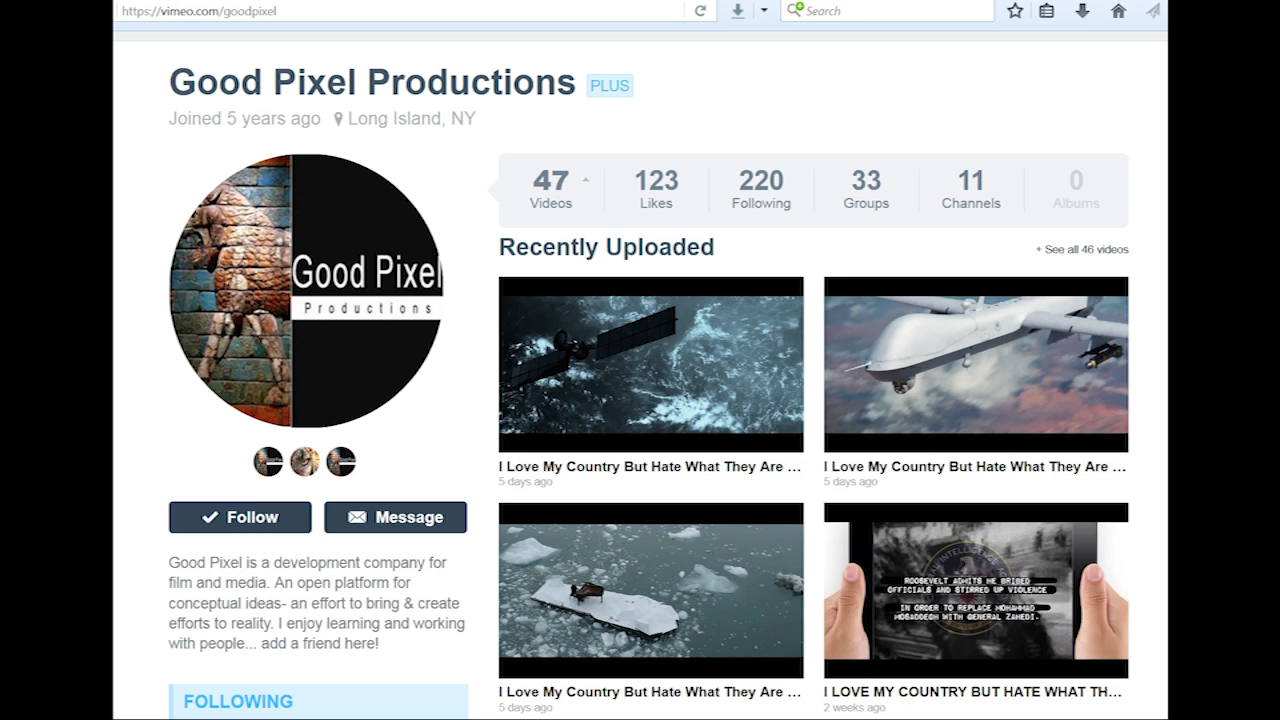 https://vimeo.com/goodpixel
Search
Good Pixel Productions PLUS
Joined 5 years ago Long Island, NY
Good Pixel
Productions
47 Videos
123 Likes
220 Following
33 Groups
11 Channels
0 Albums
Recently Uploaded
+ See all 46 videos
I Love My Country But Hate What They Are ...
5 days ago
I Love My Country But Hate What They Are ...
5 days ago
Follow
Message
Good Pixel is a development company for
film and media. An open platform for
conceptual ideas- an effort to bring & create
efforts to reality. I enjoy learning and working
with people... add a friend here!
FOLLOWING
ROOSEVELT ADMITS HE BRIBED
OFFICIALS AND STIRRED UP VIOLENCE
IN ORDER TO REPLACE MOHAMMAD
MOSADDEGH WITH GENERAL ZAHEDI.
I Love My Country But Hate What They Are ...
5 days ago
I LOVE MY COUNTRY BUT HATE WHAT TH...
2 weeks ago